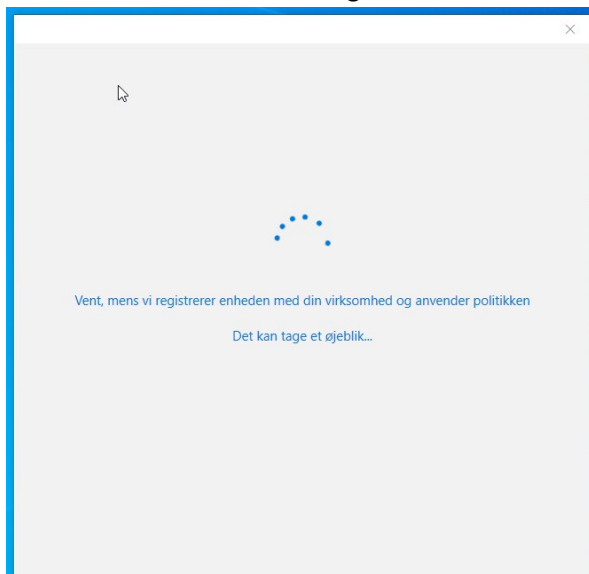 Vent, mens vi registrerer enheden med din virksomhed og anvender politikken
Det kan tage et øjeblik...